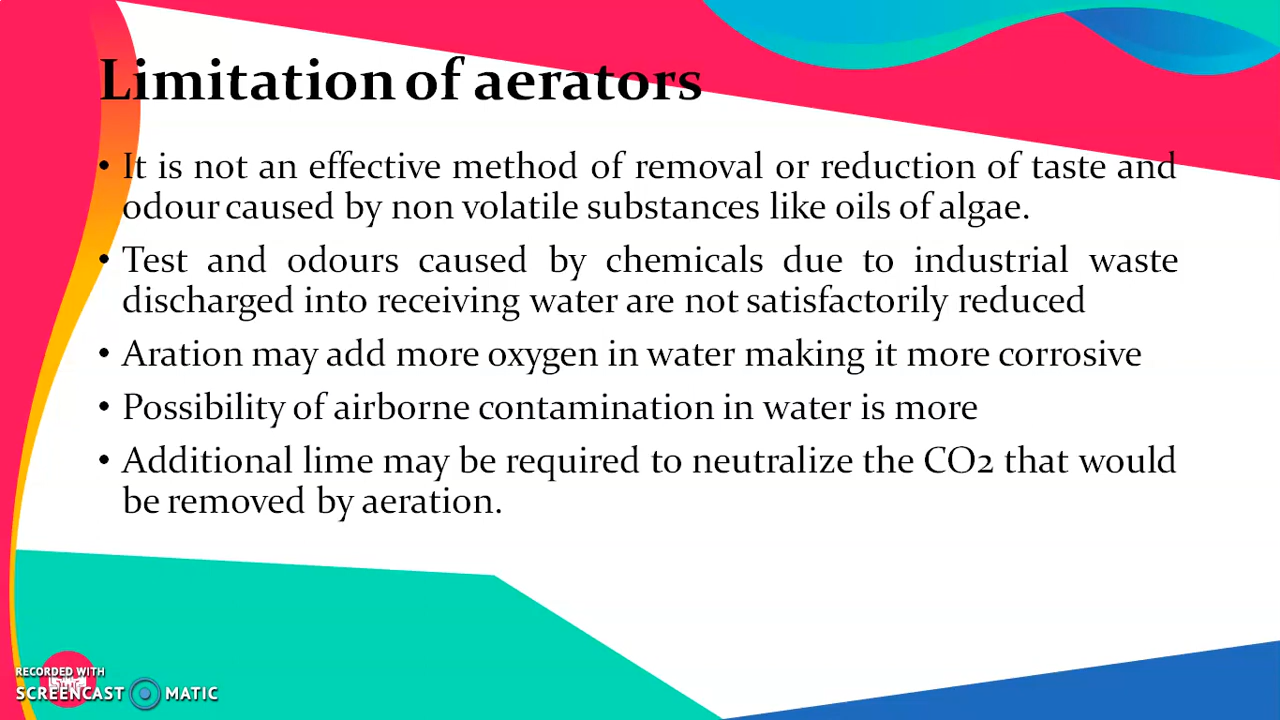 Limitation of aerators
• It is not an effective method of removal or reduction of taste and
odour caused by non volatile substances like oils of algae.
• Test and odours caused by chemicals due to industrial waste
discharged into receiving water are not satisfactorily reduced
• Aration may add more oxygen in water making it more corrosive
• Possibility of airborne contamination in water is more
• Additional lime may be required to neutralize the CO2 that would
be removed by aeration.
RECORDED WITH
SCREENCAST MATIC